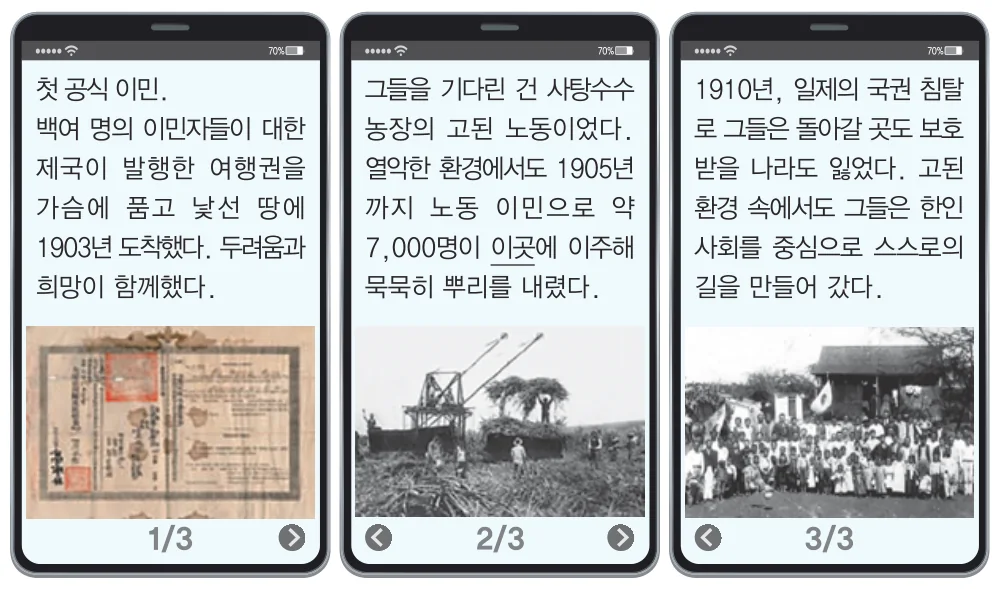 70%
첫 공식 이민.
백여 명의 이민자들이 대한
제국이 발행한 여행권을
가슴에 품고 낯선 땅에
1903년 도착했다. 두려움과
희망이 함께했다.
1/3
70%
그들을 기다린 건 사탕수수
농장의 고된 노동이었다.
열악한 환경에서도 1905년
까지 노동 이민으로 약
7,000명이 이곳에 이주해
묵묵히 뿌리를 내렸다.
2/3
70%
1910년, 일제의 국권 침탈
로 그들은 돌아갈 곳도 보호
받을 나라도 잃었다. 고된
환경 속에서도 그들은 한인
사회를 중심으로 스스로의
길을 만들어 갔다.
3/3